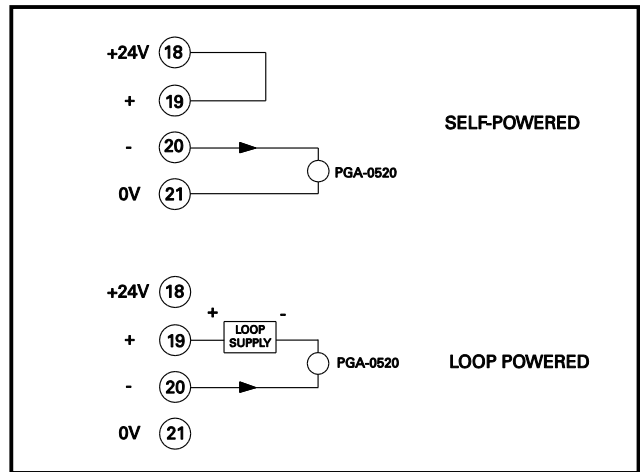 +24V 18
+ 19
SELF-POWERED
- 20
PGA-0520
0V 21
+24V 18
+ -
LOOP
SUPPLY
+ 19
PGA-0520
LOOP POWERED
- 20
0V 21